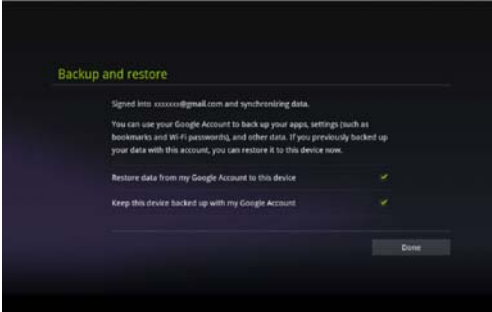 Backup and restore
Signed into xxxxxxx@gmail.com and synchronizing data.
You can use your Google Account to back up your apps, settings (such as
bookmarks and Wi-Fi passwords), and other data. If you previously backed up
your data with this account, you can restore it to this device now.
Restore data from my Google Account to this device
Keep this device backed up with my Google Account
Done